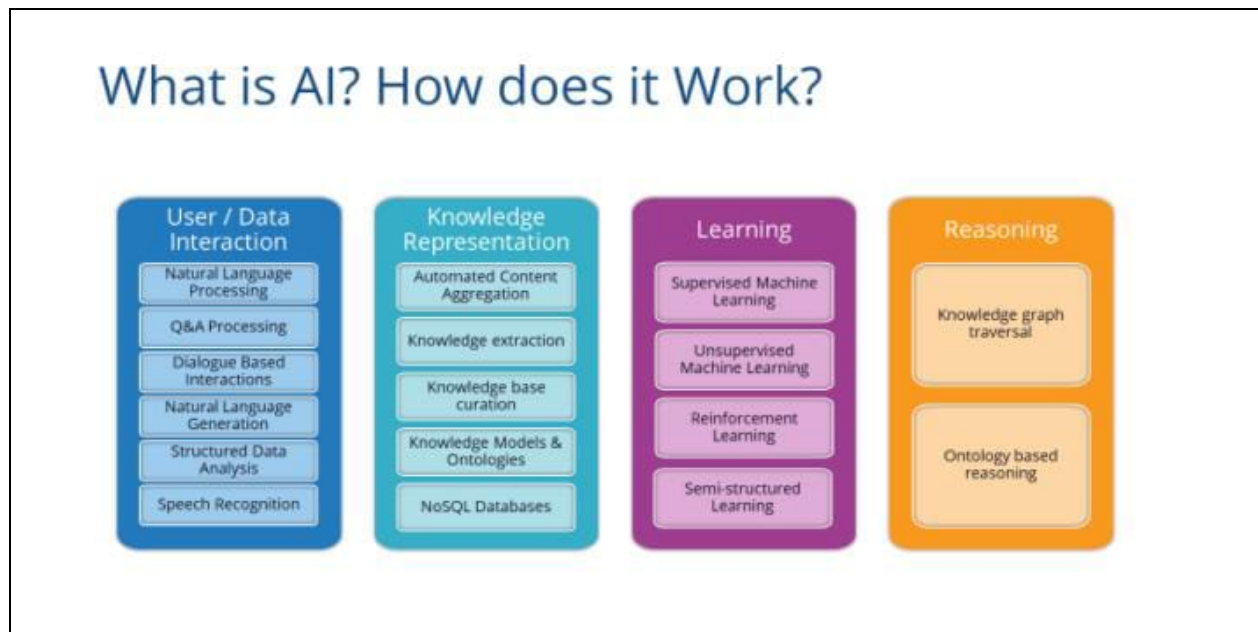 What is AI? How does it Work?
User / Data
Interaction
Natural Language
Processing
Q&A Processing
Dialogue Based
Interactions
Natural Language
Generation
Structured Data
Analysis
Speech Recognition
Knowledge
Representation
Automated Content
Aggregation
Knowledge extraction
Knowledge base
curation
Knowledge Models &
Ontologies
NoSQL Databases
Learning
Supervised Machine
Learning
Unsupervised
Machine Learning
Reinforcement
Learning
Semi-structured
Learning
Reasoning
Knowledge graph
traversal
Ontology based
reasoning